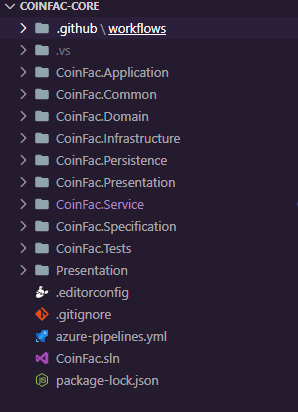 COINFAC-CORE
.github \ workflows
.vs
CoinFac.Application
CoinFac.Common
CoinFac.Domain
CoinFac.Infrastructure
CoinFac.Persistence
CoinFac.Presentation
CoinFac.Service
CoinFac.Specification
CoinFac.Tests
Presentation
.editorconfig
.gitignore
azure-pipelines.yml
CoinFac.sln
package-lock.json